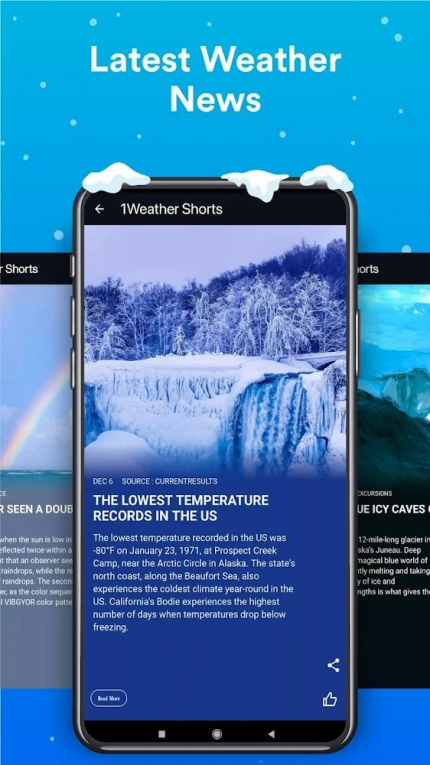 Latest Weather
News
1Weather Shorts
DEC 6 SOURCE : CURRENTRESULTS
THE LOWEST TEMPERATURE
RECORDS IN THE US
The lowest temperature recorded in the US was
-80°F on January 23, 1971, at Prospect Creek
Camp, near the Arctic Circle in Alaska. The state's
north coast, along the Beaufort Sea, also
experiences the coldest climate year-round in the
US. California's Bodie experiences the highest
number of days when temperatures drop below
freezing.
Read More
r Shorts
CE
R SEEN A DOUB
when the sun is low in
eflected twice within a
t that an observer see
raindrops, while the re
raindrops. The secon
er, as the color sequen
l VIBGYOR color patte
horts
EXCURSIONS
UE ICY CAVES O
12-mile-long glacier in
ska's Juneau. Deep
magical blue world of
ntly melting and taking
y of ice and
ngths is what gives the